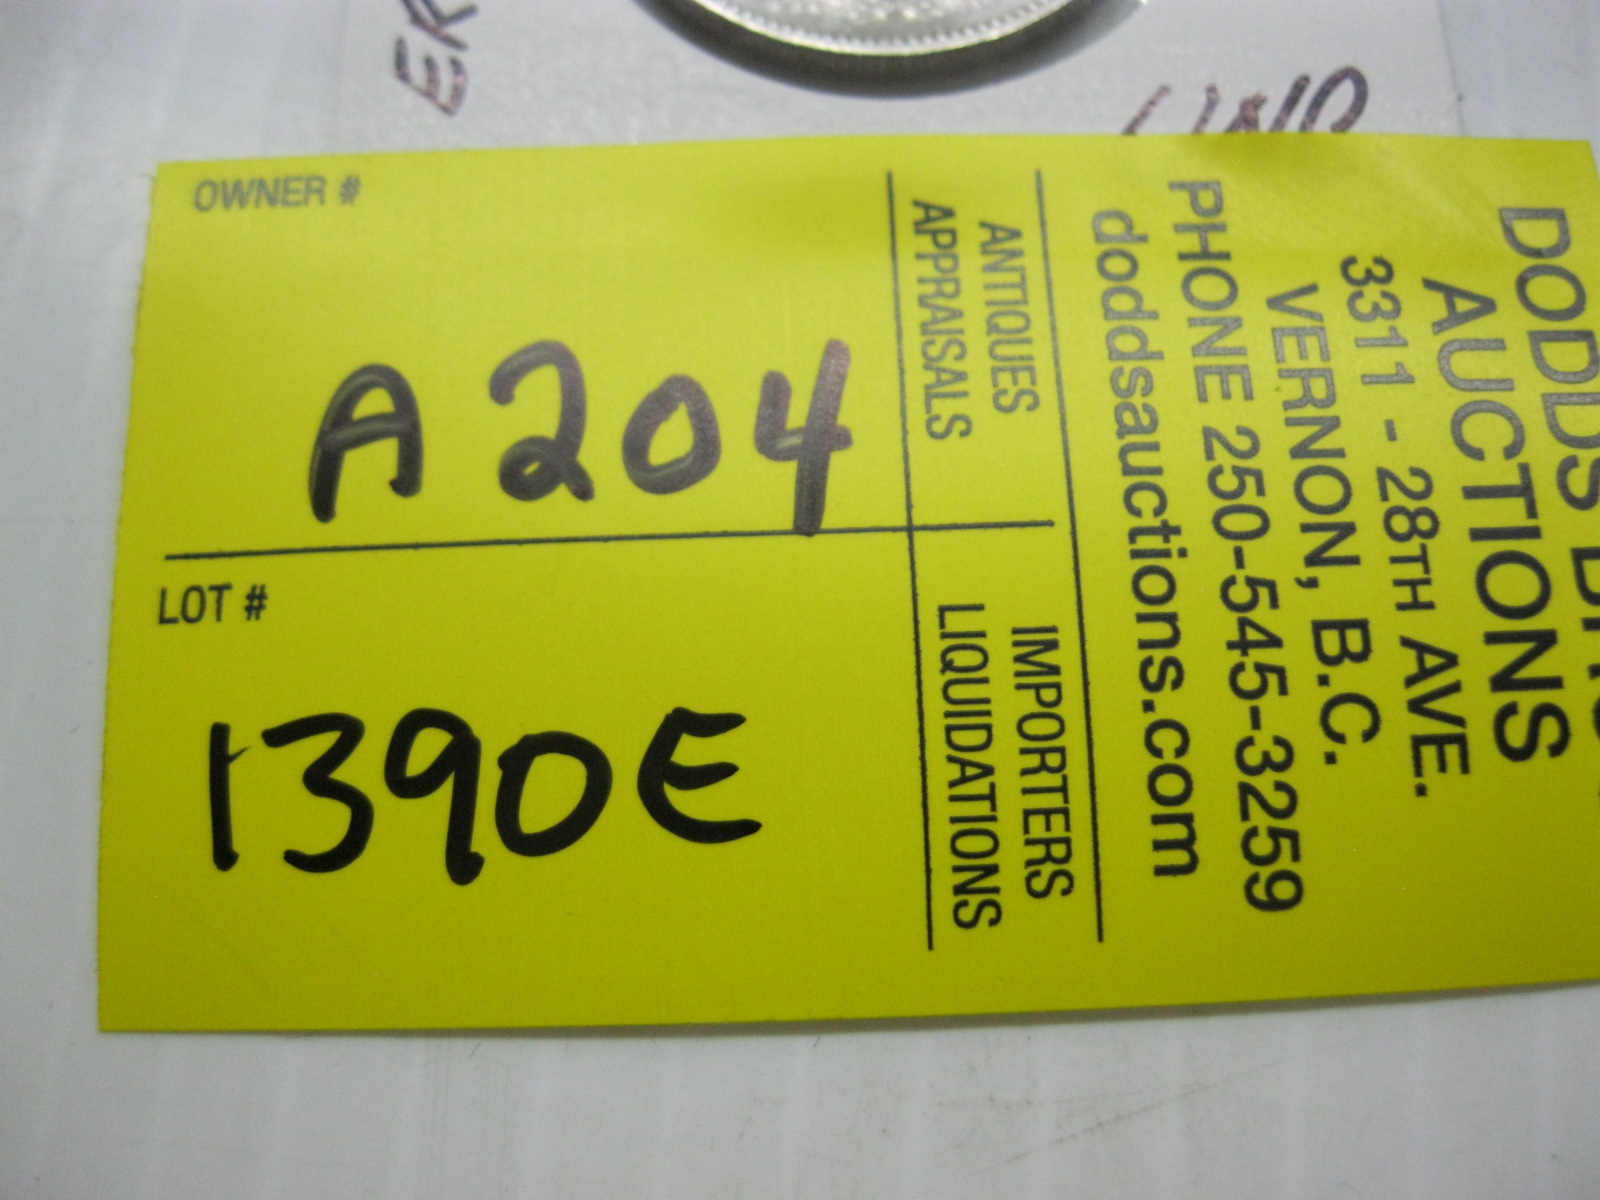 OWNER #
A204
LOT #
1390E
ANTIQUES
APPRAISALS
IMPORTERS
LIQUIDATIONS
DODDS
AUCTIONS
3311 - 28TH AVE.
VERNON, B.C.
PHONE 250-545-3259
doddsauctions.com